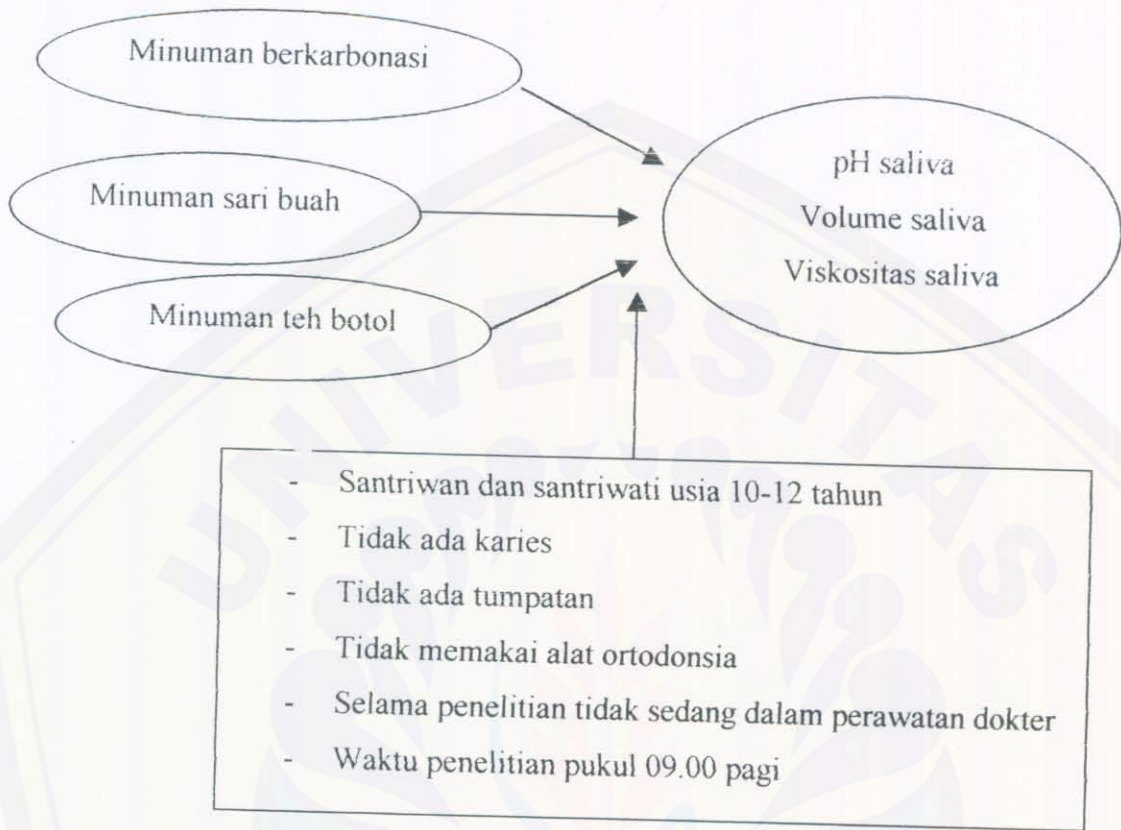 Minuman berkarbonasi
Minuman sari buah
Minuman teh botol
pH saliva
Volume saliva
Viskositas saliva
- Santriwan dan santriwati usia 10-12 tahun
- Tidak ada karies
- Tidak ada tumpatan
- Tidak memakai alat ortodonsia
- Selama penelitian tidak sedang dalam perawatan dokter
- Waktu penelitian pukul 09.00 pagi
UNIVERSITAS